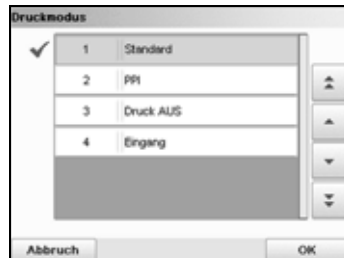 Druckmodus
1 Standard
2 PPI
3 Druck AUS
4 Eingang
Abbruch OK